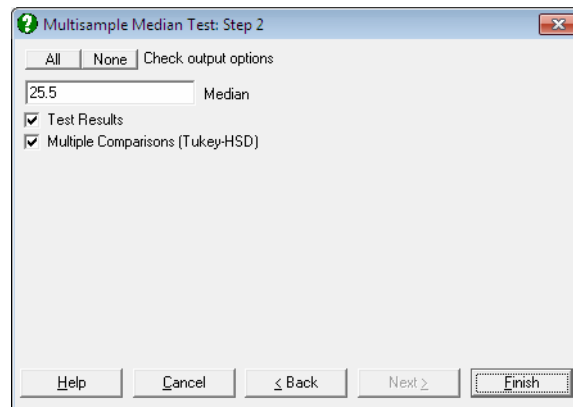 Multisample Median Test: Step 2
All None Check output options
25.5 Median
Test Results
Multiple Comparisons (Tukey-HSD)
Help Cancel < Back Next > Finish